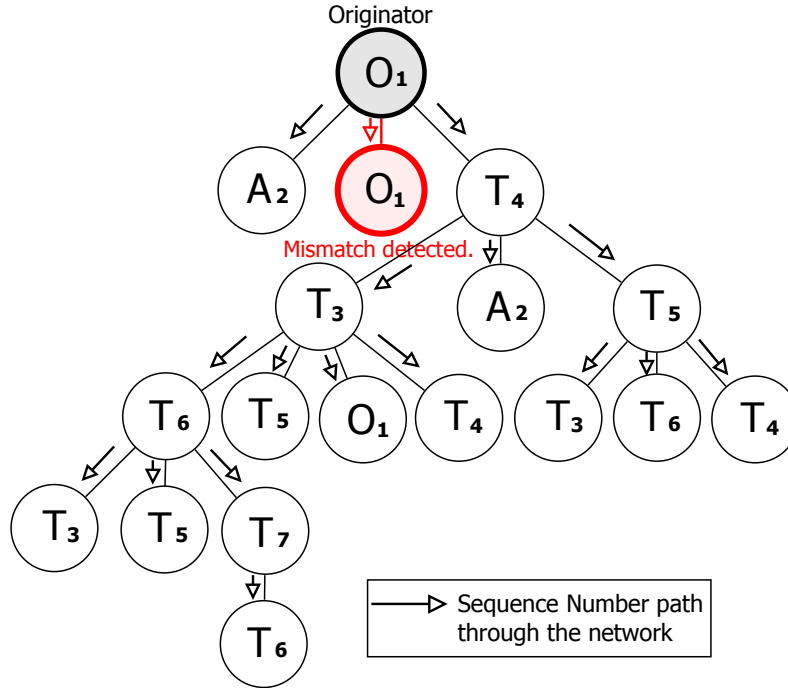 Originator
O1
A2
O1
T4
Mismatch detected.
T3
A2
T5
T6
T5
O1
T4
T3
T6
T4
T3
T5
T7
T6
Sequence Number path
through the network